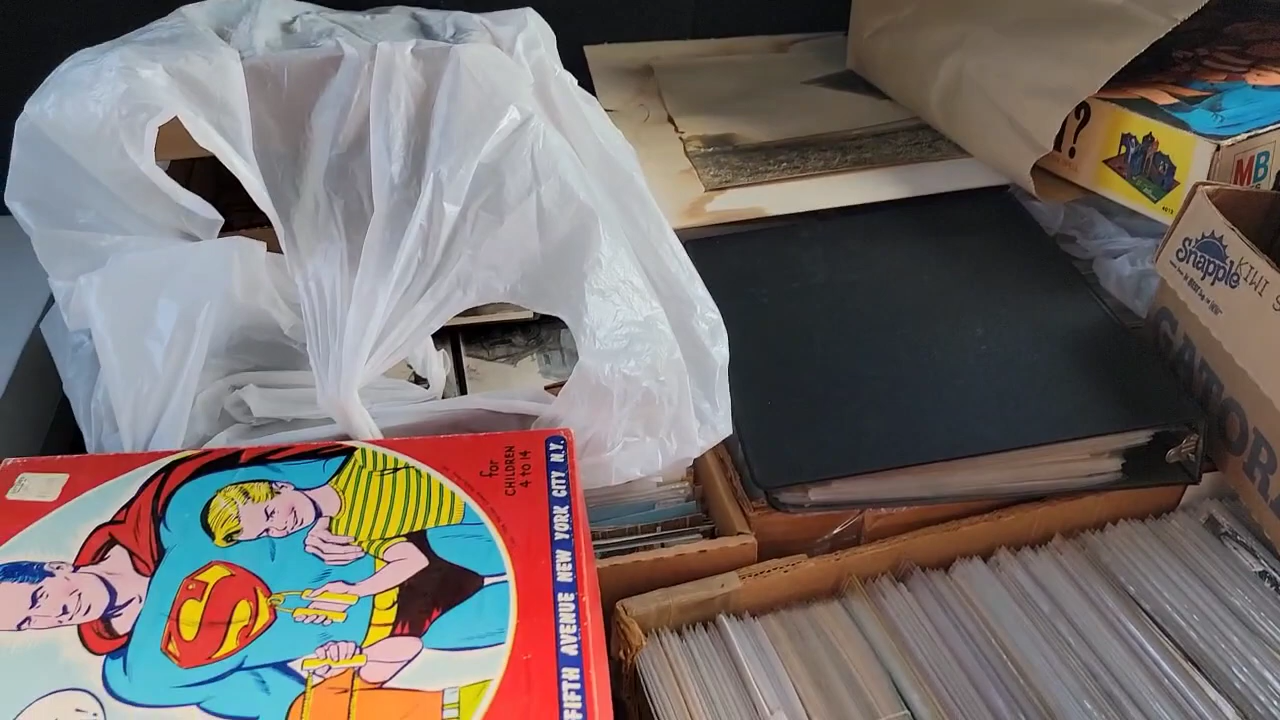 ?
MB
Snapple
KIWI
GATOR
for
CHILDREN
4 to 14
FIFTH AVENUE NEW YORK CITY N.Y.
S